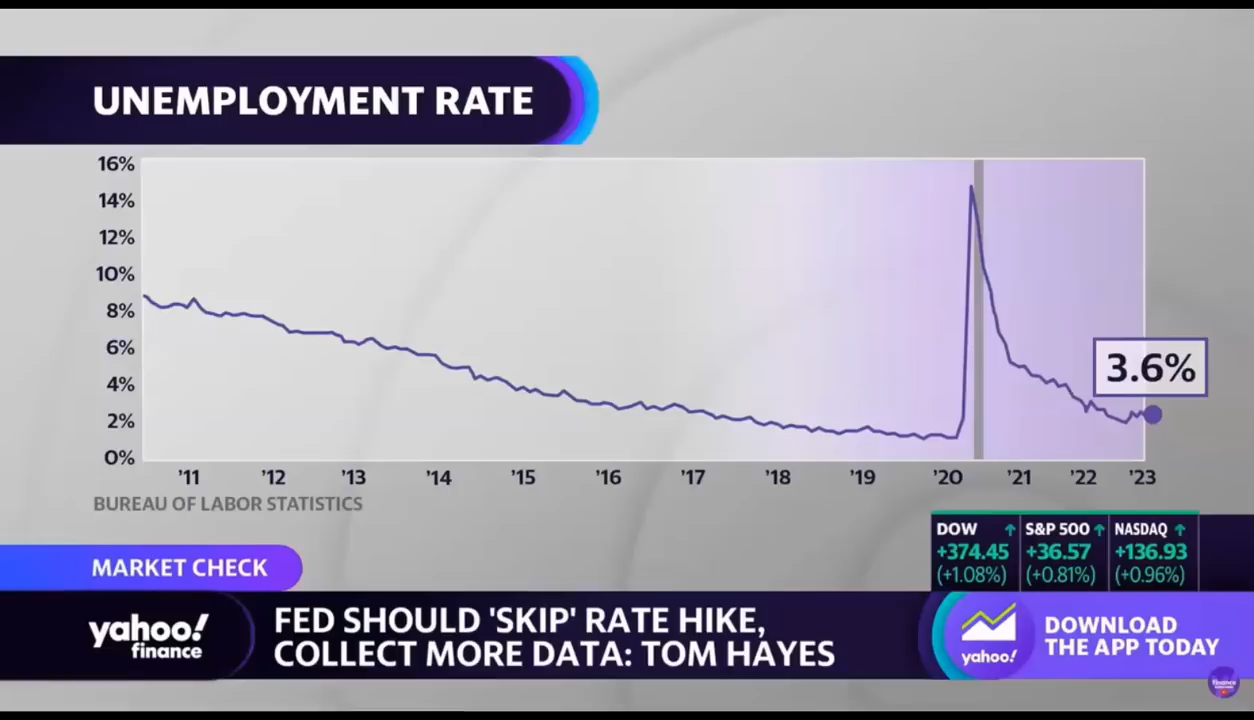 UNEMPLOYMENT RATE
16%
14%
12%
10%
8%
6%
4%
2%
0%
3.6%
’11 ’12 ’13 ’14 ’15 ’16 ’17 ’18 ’19 ’20 ’21 ’22 ’23
BUREAU OF LABOR STATISTICS
DOW S&P 500 NASDAQ
+374.45 +36.57 +136.93
(+1.08%) (+0.81%) (+0.96%)
MARKET CHECK
yahoo!
finance
FED SHOULD 'SKIP' RATE HIKE,
COLLECT MORE DATA: TOM HAYES
yahoo!
DOWNLOAD
THE APP TODAY
finance